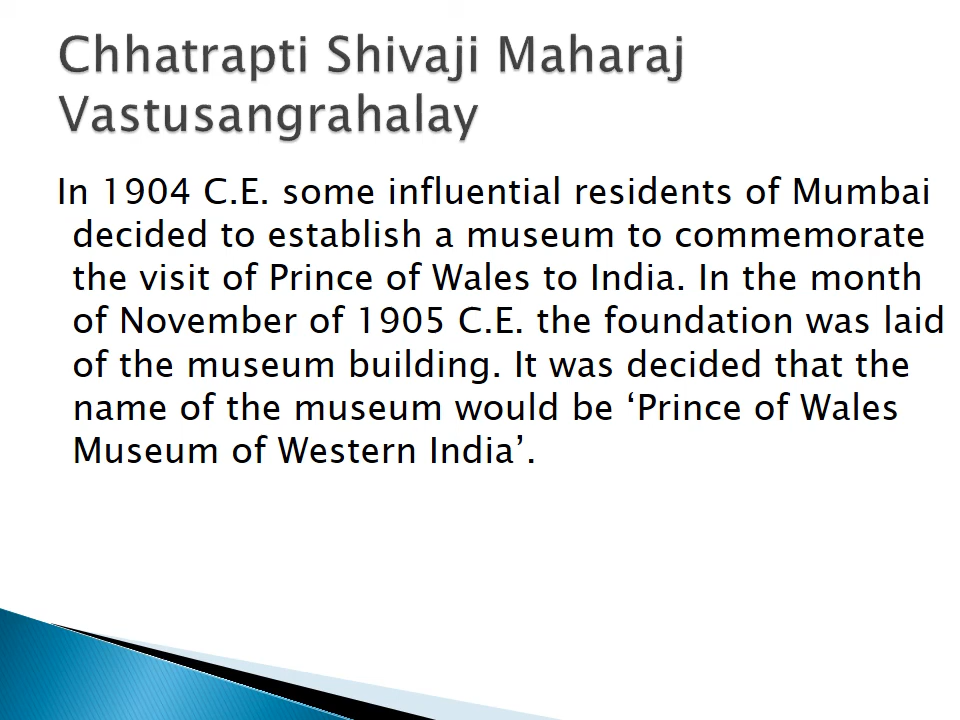 Chhatrapti Shivaji Maharaj
Vastusangrahalay
In 1904 C.E. some influential residents of Mumbai
decided to establish a museum to commemorate
the visit of Prince of Wales to India. In the month
of November of 1905 C.E. the foundation was laid
of the museum building. It was decided that the
name of the museum would be ‘Prince of Wales
Museum of Western India’.